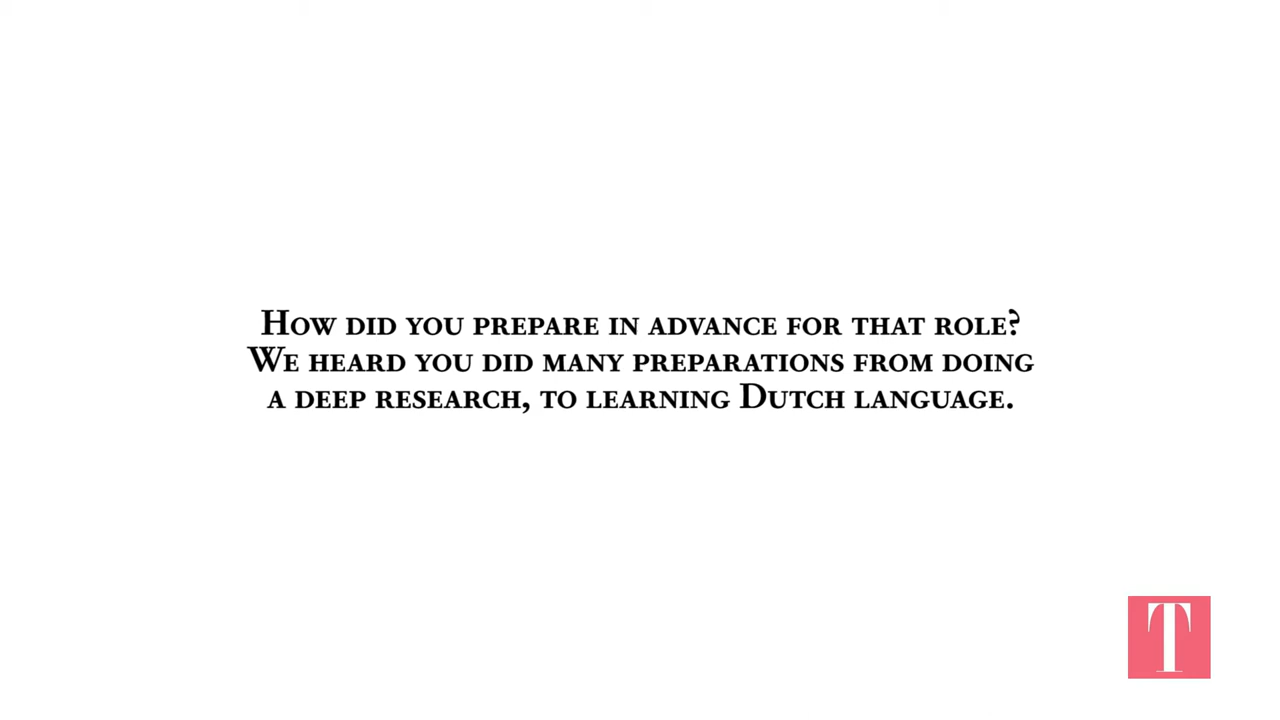 How did you prepare in advance for that role?
We heard you did many preparations from doing
a deep research, to learning Dutch language.
T